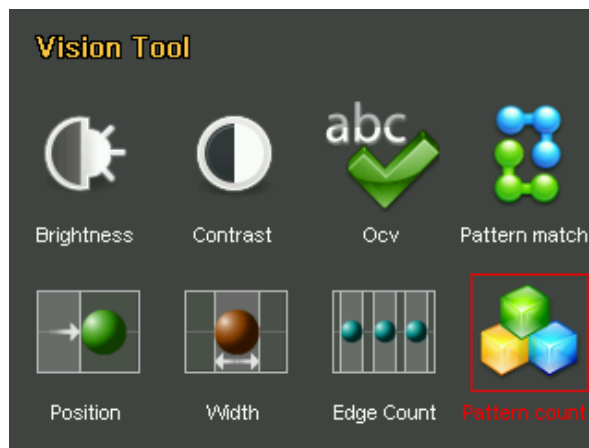 Vision Tool
abc
Brightness Contrast Ocv Pattern match
Position Width Edge Count Pattern count